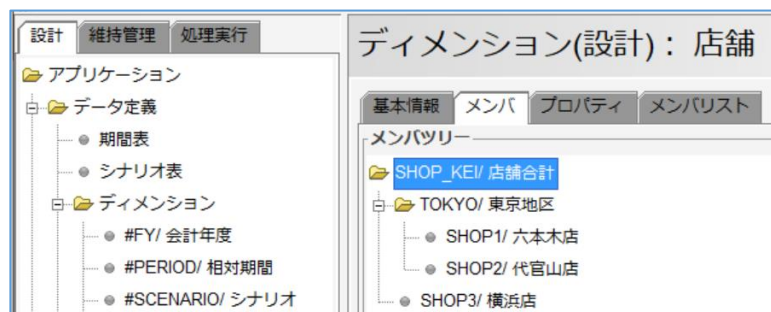 設計 維持管理 処理実行
アプリケーション
データ定義
期間表
シナリオ表
ディメンション
#FY/ 会計年度
#PERIOD/ 相対期間
#SCENARIO/ シナリオ
ディメンション(設計)： 店舗
基本情報 メンバ プロパティ メンバリスト
メンバツリー
SHOP_KEI/ 店舗合計
TOKYO/ 東京地区
SHOP1/ 六本木店
SHOP2/ 代官山店
SHOP3/ 横浜店